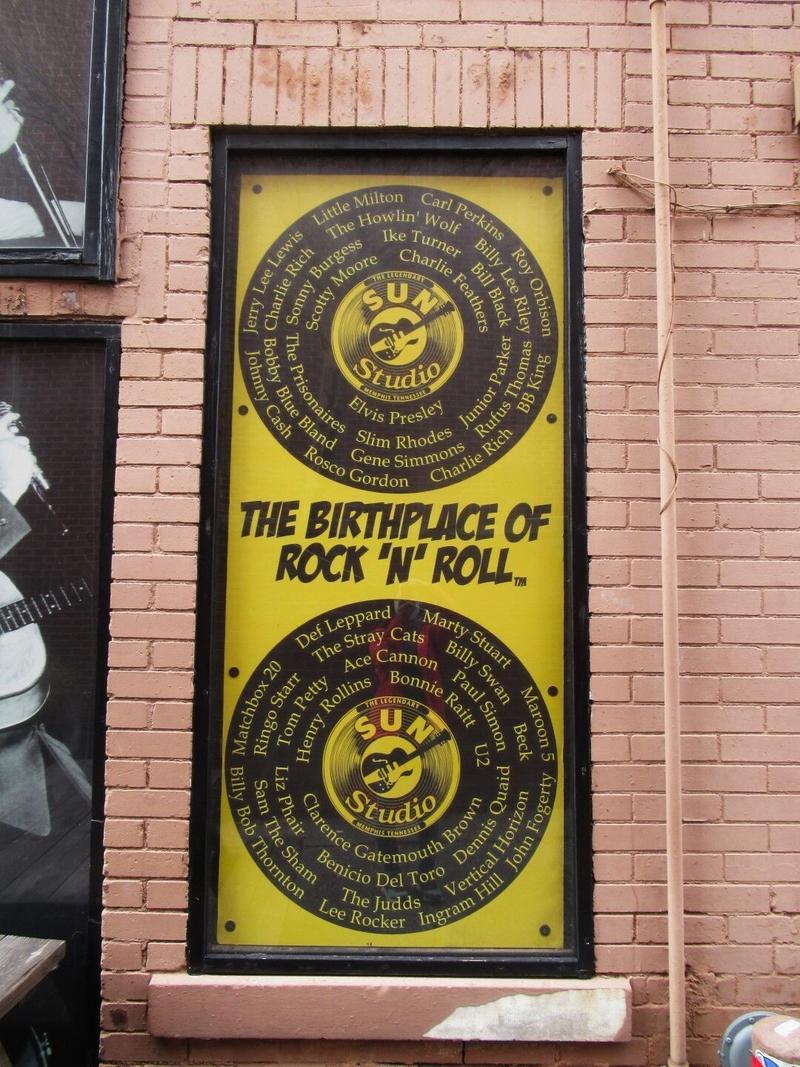 Little Milton
Carl Perkins
Jerry Lee Lewis
The Howlin' Wolf
Roy Orbison
Charlie Rich
Ike Turner
Billy Lee Riley
Sonny Burgess
Charlie Feathers
Bill Black
Scotty Moore
THE LEGENDARY
SUN
Studio
MEMPHIS TENNESSEE
The Prisonaires
Elvis Presley
Junior Parker
Rufus Thomas
BB King
Johnny Cash
Bobby Blue Bland
Slim Rhodes
Gene Simmons
Rosco Gordon
Charlie Rich
THE BIRTHPLACE OF
ROCK 'N' ROLL TM
Def Leppard
Marty Stuart
The Stray Cats
Billy Swan
Matchbox 20
Ringo Starr
Ace Cannon
Paul Simon
Maroon 5
Tom Petty
Bonnie Raitt
Beck
Henry Rollins
U2
THE LEGENDARY
SUN
Studio
MEMPHIS TENNESSEE
Billy Bob Thornton
Sam The Sham
Liz Phair
Clarence Gatemouth Brown
Dennis Quaid
Benicio Del Toro
Vertical Horizon
John Fogerty
The Judds
Lee Rocker
Ingram Hill